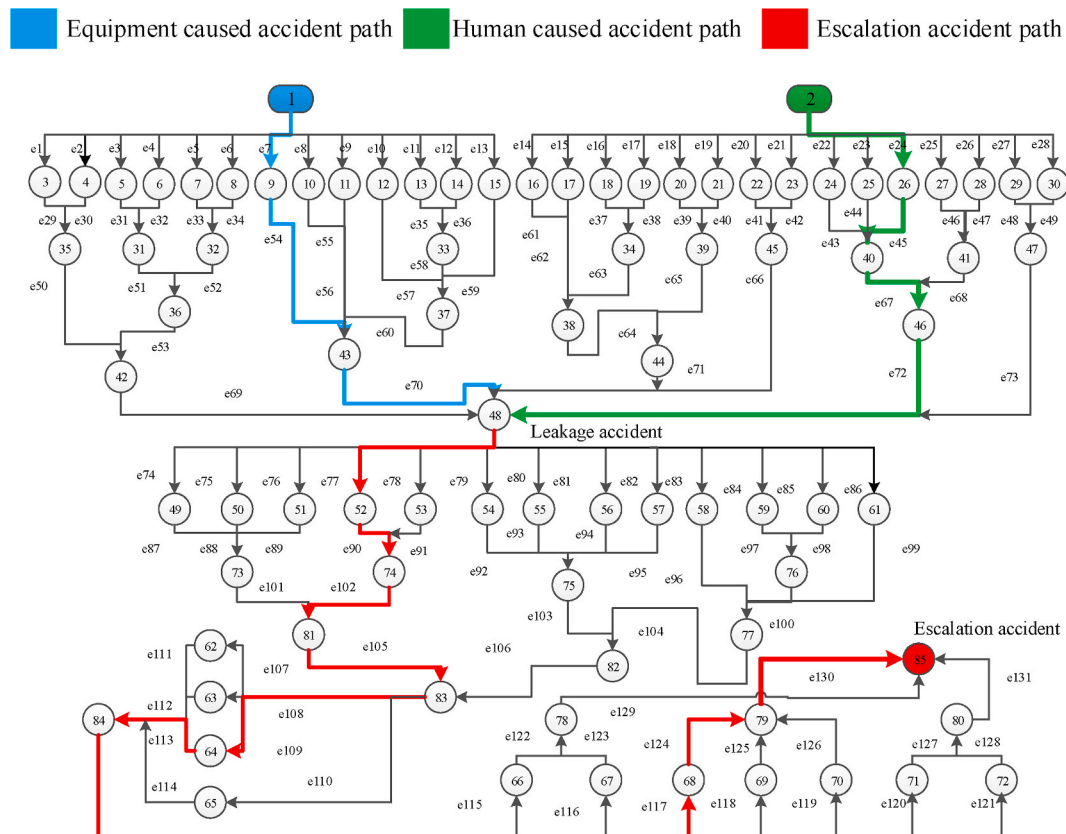 Equipment caused accident path Human caused accident path Escalation accident path
1 2
e1 e2 e3 e4 e5 e6 e7 e8 e9 e10 e11 e12 e13 e14 e15 e16 e17 e18 e19 e20 e21 e22 e23 e24 e25 e26 e27 e28
3 4 5 6 7 8 9 10 11 12 13 14 15 16 17 18 19 20 21 22 23 24 25 26 27 28 29 30
e29 e30 e31 e32 e33 e34 e35 e36 e37 e38 e39 e40 e41 e42 e44 e46 e47 e48 e49
e54 e55 e61 e43 e45
35 31 32 33 34 39 45 40 41 47
e50 e51 e52 e56 e58 e57 e59 e62 e63 e65 e66 e67 e68
36 37 38 46
e53 e60 e64
42 43 44
e69 e70 e71 e72 e73
48
Leakage accident
e74 e75 e76 e77 e78 e79 e80 e81 e82 e83 e84 e85 e86
49 50 51 52 53 54 55 56 57 58 59 60 61
e87 e88 e89 e90 e91 e93 e94 e97 e98 e99
73 74 75 76
e101 e102 e92 e95 e96
e103 e104 e100
81 77
Escalation accident
62 e105 e106 82 85
e111 e107 e130 e131
63 83
e112 e108 e129
84 78 79 80
e113 64 e109 e122 e123 e124 e125 e126 e127 e128
e114 e110 66 67 68 69 70 71 72
65 e115 e116 e117 e118 e119 e120 e121